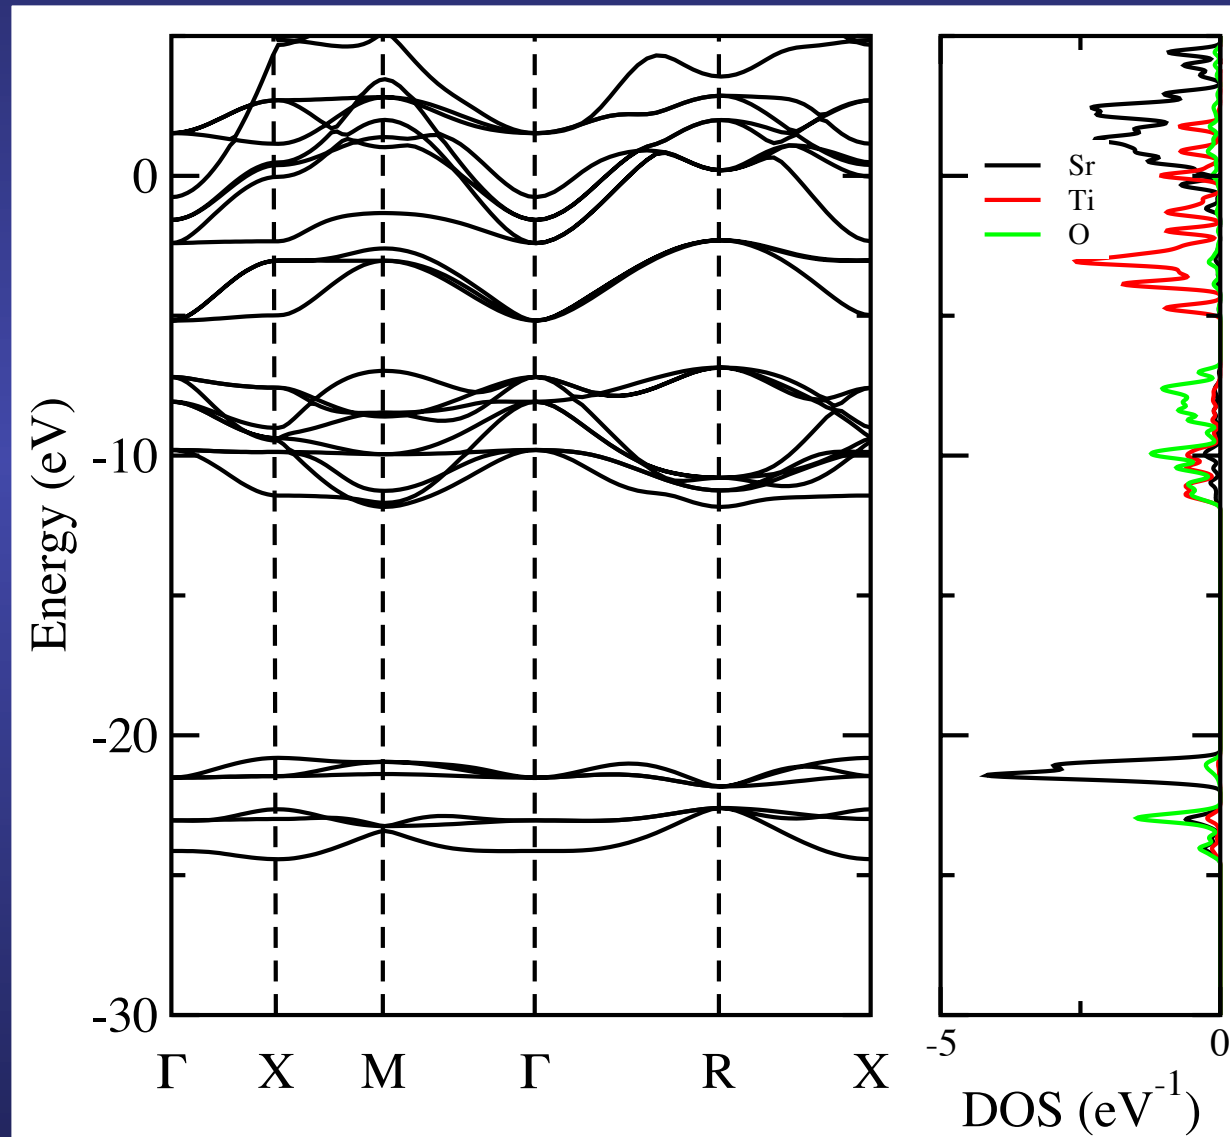 Energy (eV)
0
-10
-20
-30
Γ X M Γ R X
Sr
Ti
O
-5 0
DOS (eV⁻¹)